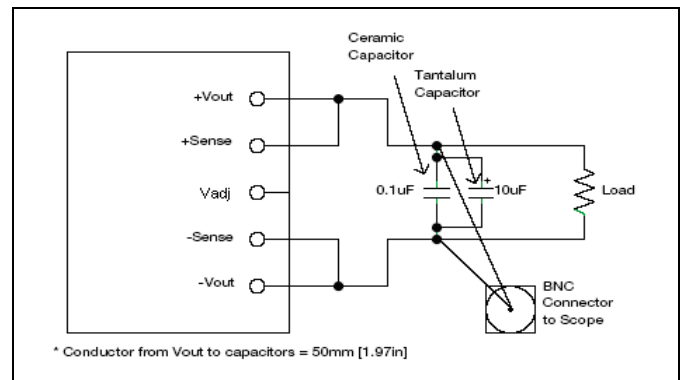 Ceramic
Capacitor
Tantalum
Capacitor
+Vout
+Sense
Vadj
-Sense
-Vout
0.1uF
+
10uF
Load
BNC
Connector
to Scope
* Conductor from Vout to capacitors = 50mm [1.97in]